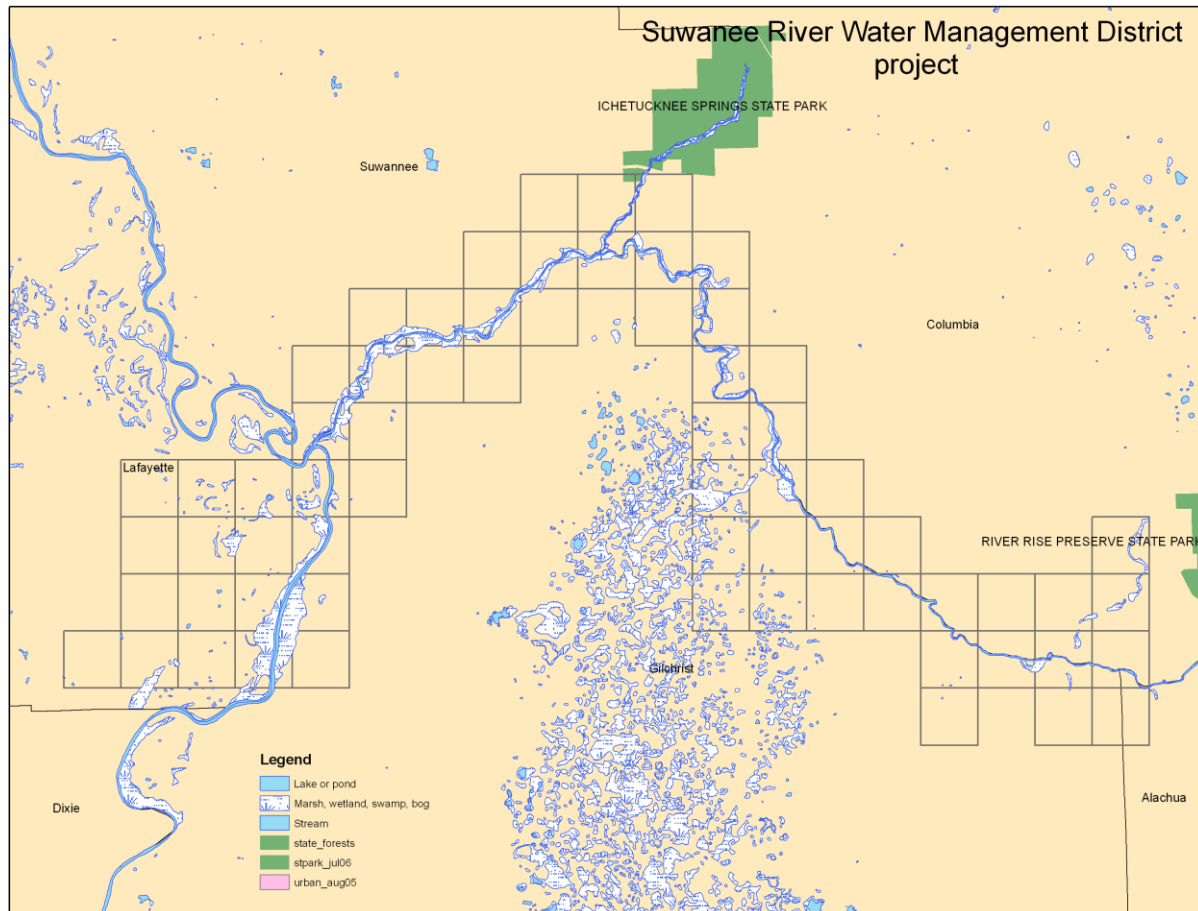 Suwanee River Water Management District
project
ICHETUCKNEE SPRINGS STATE PARK
Suwannee
Columbia
Lafayette
RIVER RISE PRESERVE STATE PARK
Gilchrist
Legend
Lake or pond
Marsh, wetland, swamp, bog
Stream
state_forests
stpark_jul06
urban_aug05
Dixie
Alachua